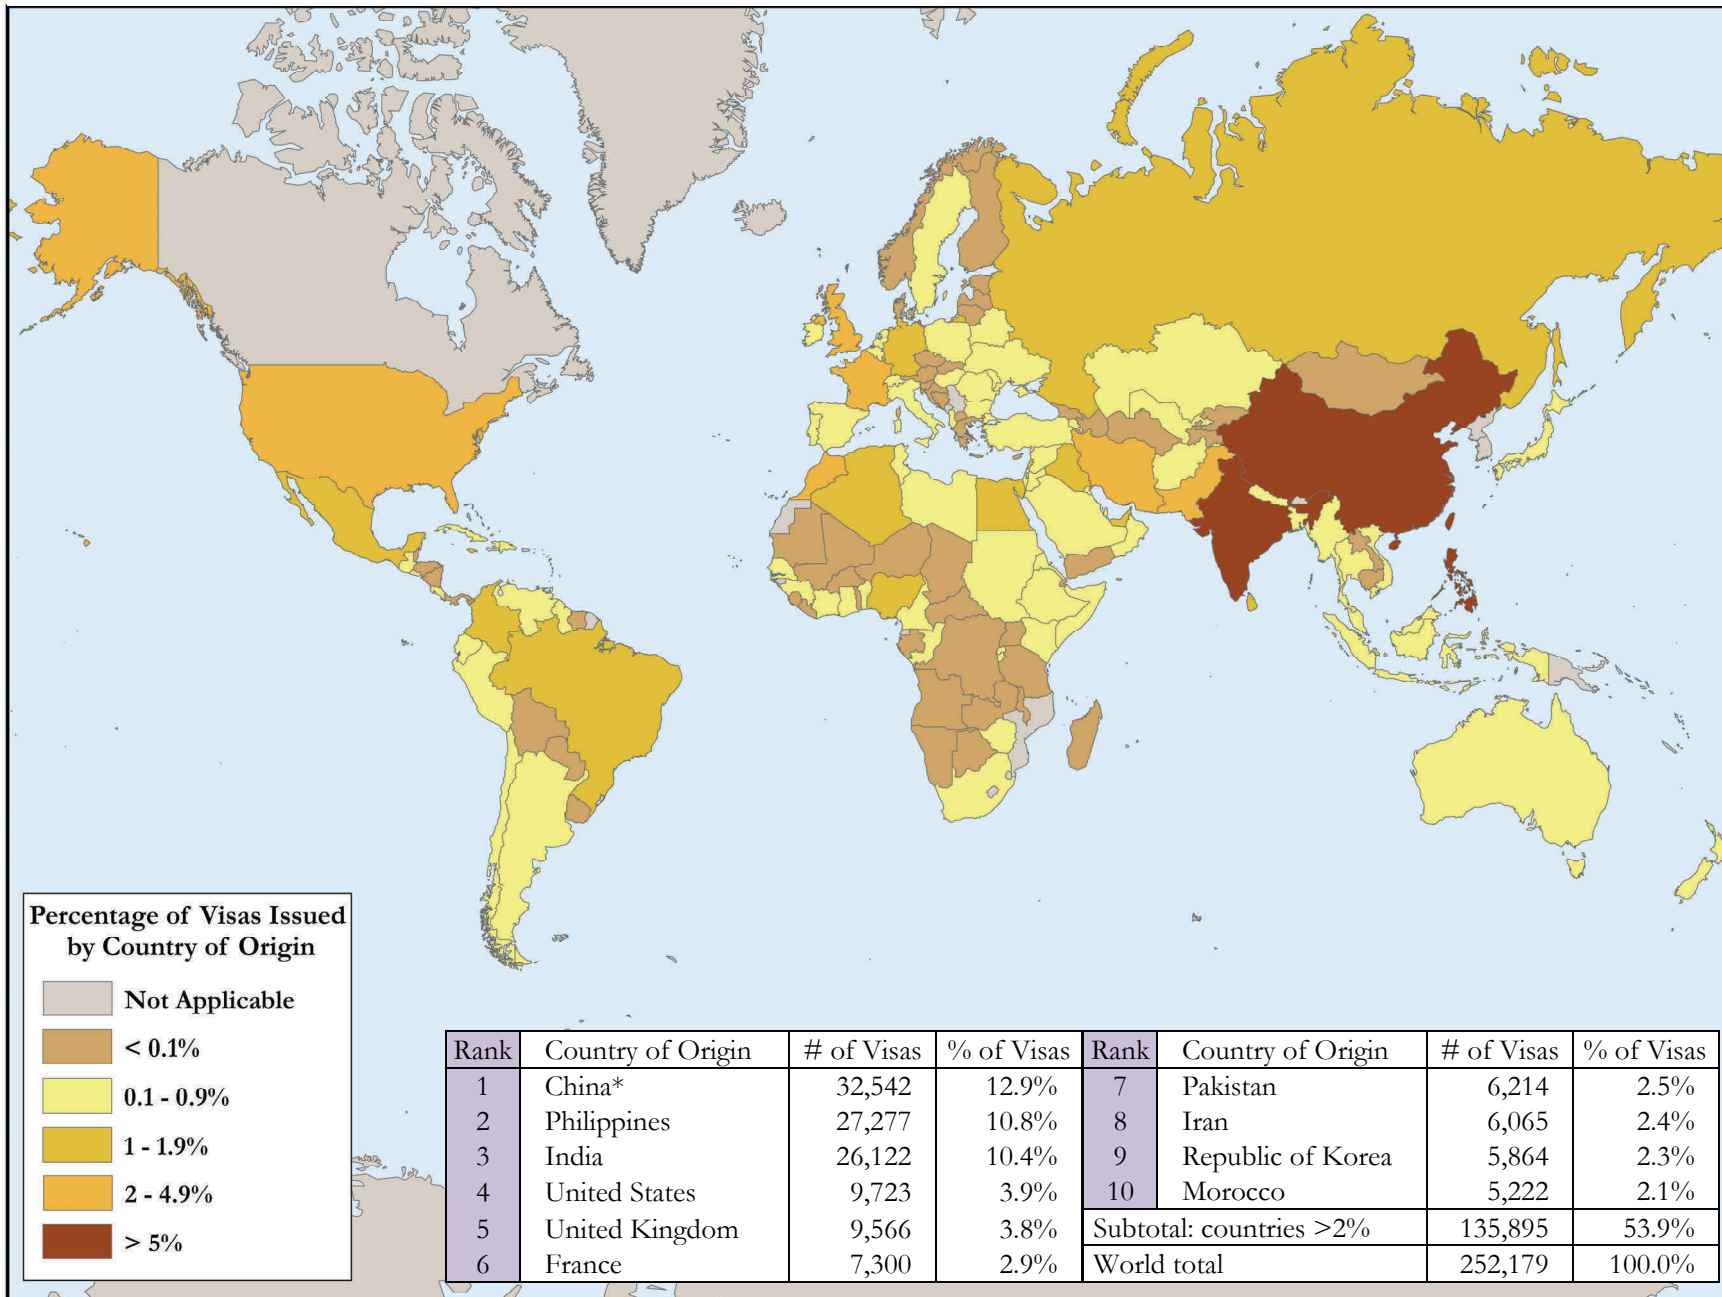 Percentage of Visas Issued
by Country of Origin
Not Applicable
< 0.1%
0.1 - 0.9%
1 - 1.9%
2 - 4.9%
> 5%
Rank Country of Origin # of Visas % of Visas Rank Country of Origin # of Visas % of Visas
1 China* 32,542 12.9% 7 Pakistan 6,214 2.5%
2 Philippines 27,277 10.8% 8 Iran 6,065 2.4%
3 India 26,122 10.4% 9 Republic of Korea 5,864 2.3%
4 United States 9,723 3.9% 10 Morocco 5,222 2.1%
5 United Kingdom 9,566 3.8% Subtotal: countries >2% 135,895 53.9%
6 France 7,300 2.9% World total 252,179 100.0%